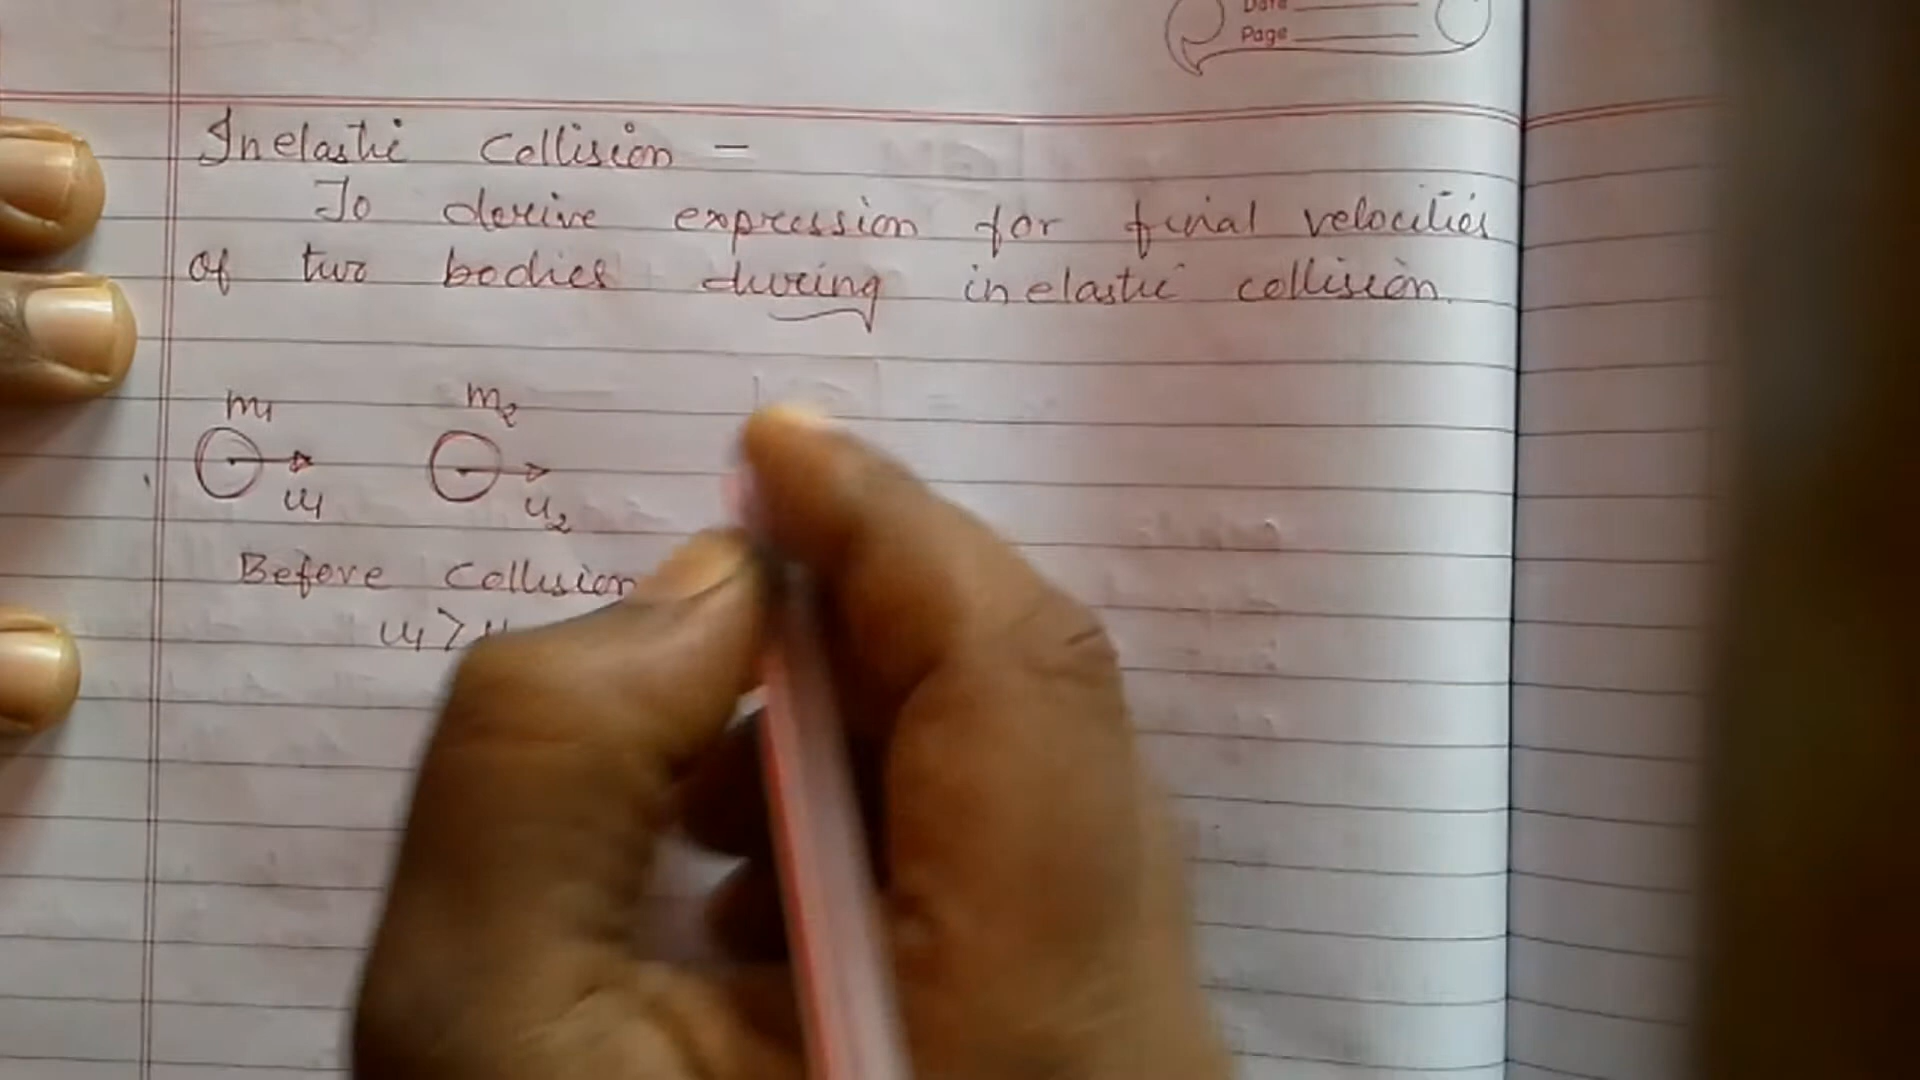 Date
Page
Inelastic Collision -
To derive expression for final velocities
of two bodies during inelastic collision.
m1 m2
u1 u2
Before Collision
u1 >